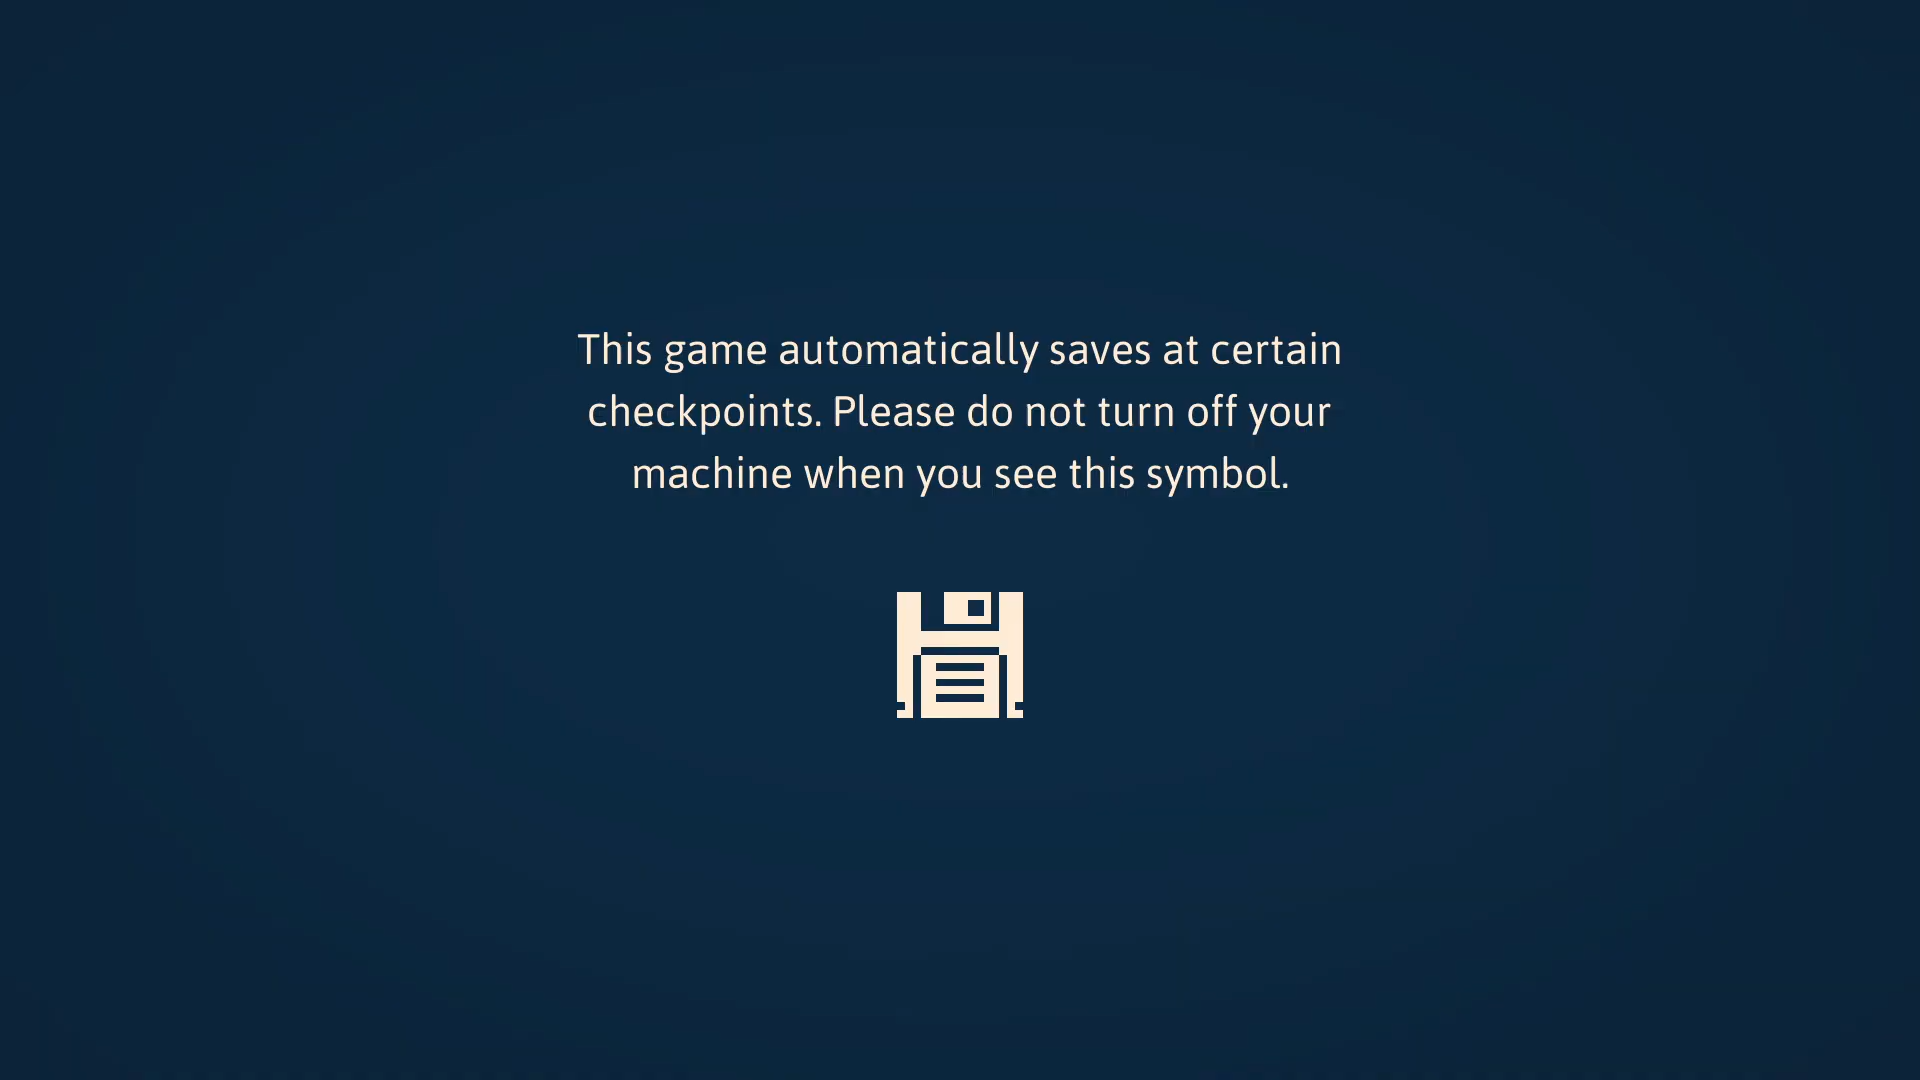 This game automatically saves at certain
checkpoints. Please do not turn off your
machine when you see this symbol.